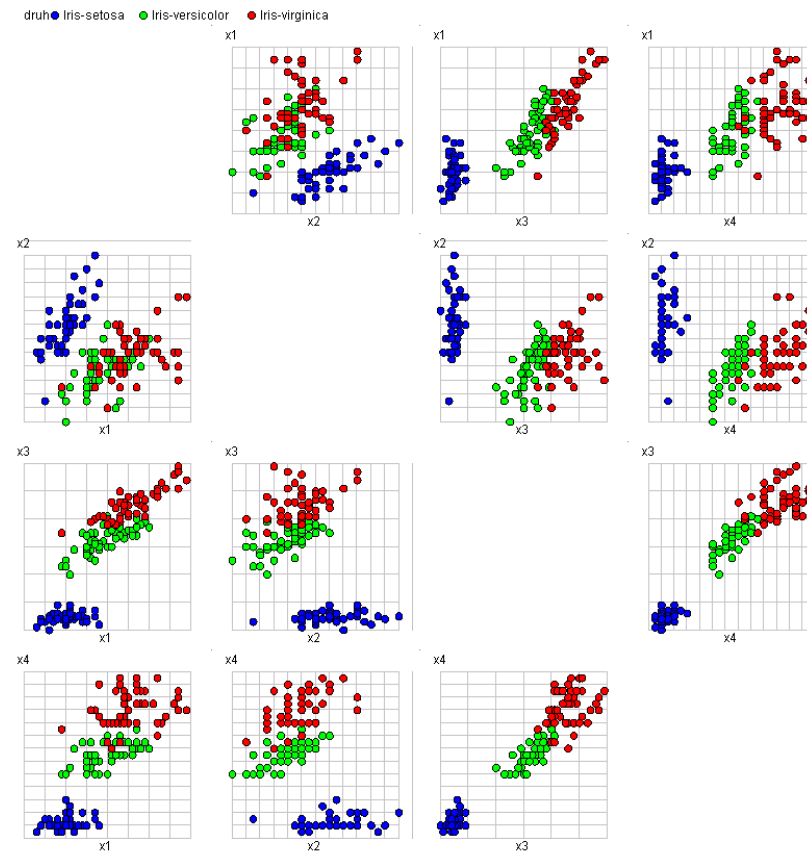 druh Iris-setosa Iris-versicolor Iris-virginica
x1 x1 x1
x2 x3 x4
x2 x2 x2
x1 x3 x4
x3 x3 x3
x1 x2 x4
x4 x4 x4
x1 x2 x3